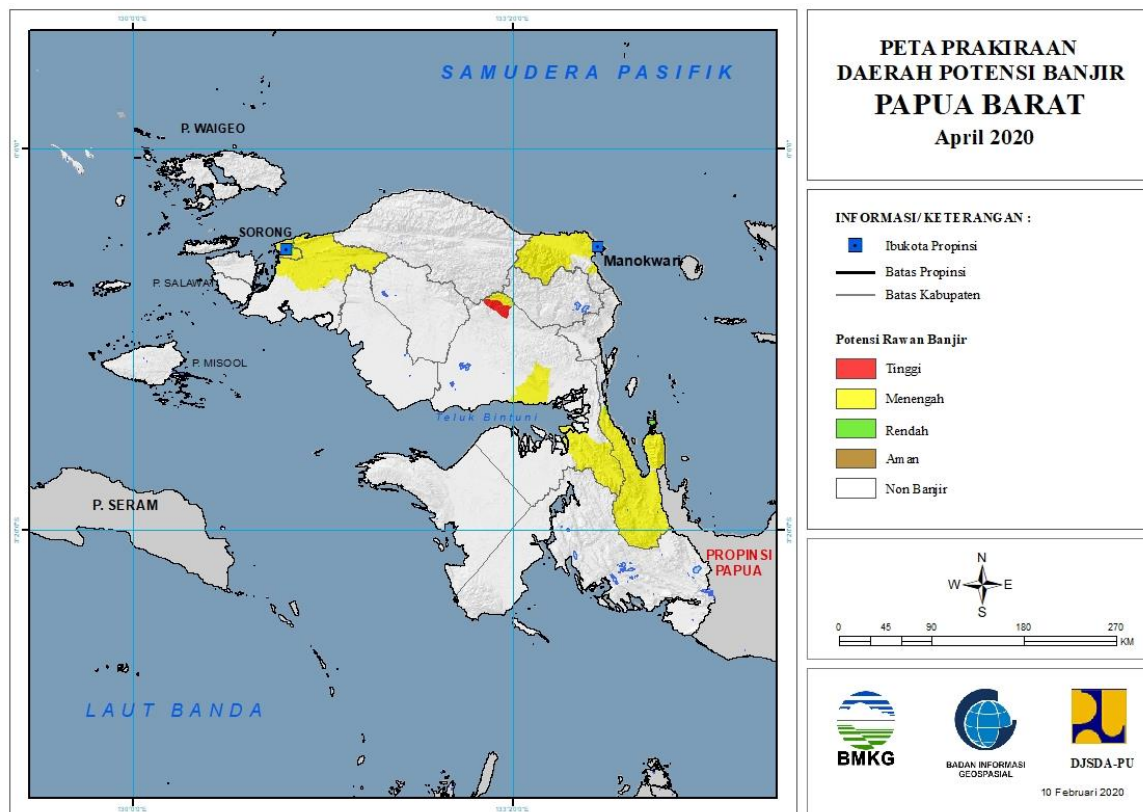 PETA PRAKIRAAN
DAERAH POTENSI BANJIR
PAPUA BARAT
April 2020
INFORMASI/ KETERANGAN :
Ibukota Propinsi
Batas Propinsi
Batas Kabupaten
Potensi Rawan Banjir
Tinggi
Menengah
Rendah
Aman
Non Banjir
N
W E
S
0 45 90 180 270
KM
BMKG
BADAN INFORMASI
GEOSPASIAL
DJSDA-PU
10 Februari 2020
SAMUDERA PASIFIK
P. WAIGEO
SORONG
Manokwari
P. SALAWATI
P. MISOOL
Teluk Bintuni
P. SERAM
PROPINSI
PAPUA
LAUT BANDA